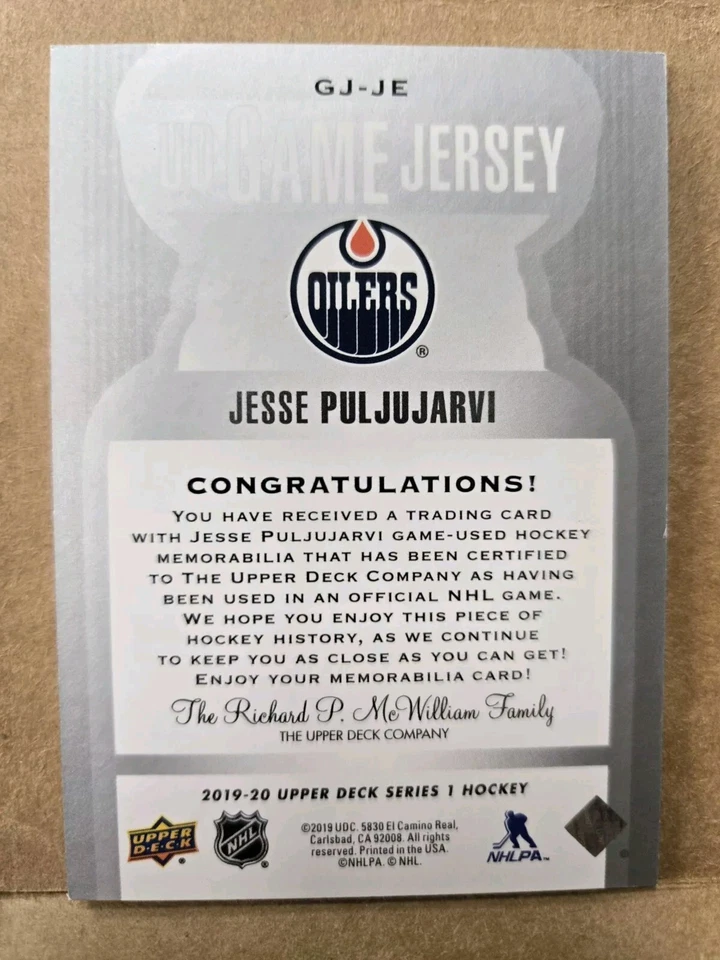 GJ-JE
UD GAME JERSEY
OILERS
®
JESSE PULJUJARVI
CONGRATULATIONS!
YOU HAVE RECEIVED A TRADING CARD
WITH JESSE PULJUJARVI GAME-USED HOCKEY
MEMORABILIA THAT HAS BEEN CERTIFIED
TO THE UPPER DECK COMPANY AS HAVING
BEEN USED IN AN OFFICIAL NHL GAME.
WE HOPE YOU ENJOY THIS PIECE OF
HOCKEY HISTORY, AS WE CONTINUE
TO KEEP YOU AS CLOSE AS YOU CAN GET!
ENJOY YOUR MEMORABILIA CARD!
The Richard P. McWilliam Family
THE UPPER DECK COMPANY
2019-20 UPPER DECK SERIES 1 HOCKEY
UPPER DECK ®
NHL ®
©2019 UDC. 5830 El Camino Real,
Carlsbad, CA 92008. All rights
reserved. Printed in the USA.
©NHLPA. © NHL.
NHLPA™